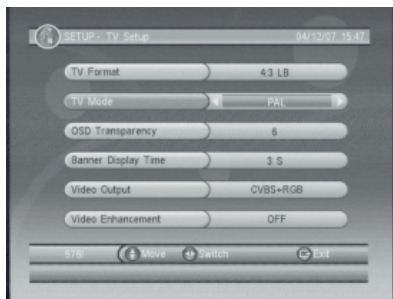 SETUP - TV Setup 04/12/07 15:47
TV Format 4:3 LB
TV Mode PAL
OSD Transparency 6
Banner Display Time 3 S
Video Output CVBS+RGB
Video Enhancement OFF
576i Move Switch Exit